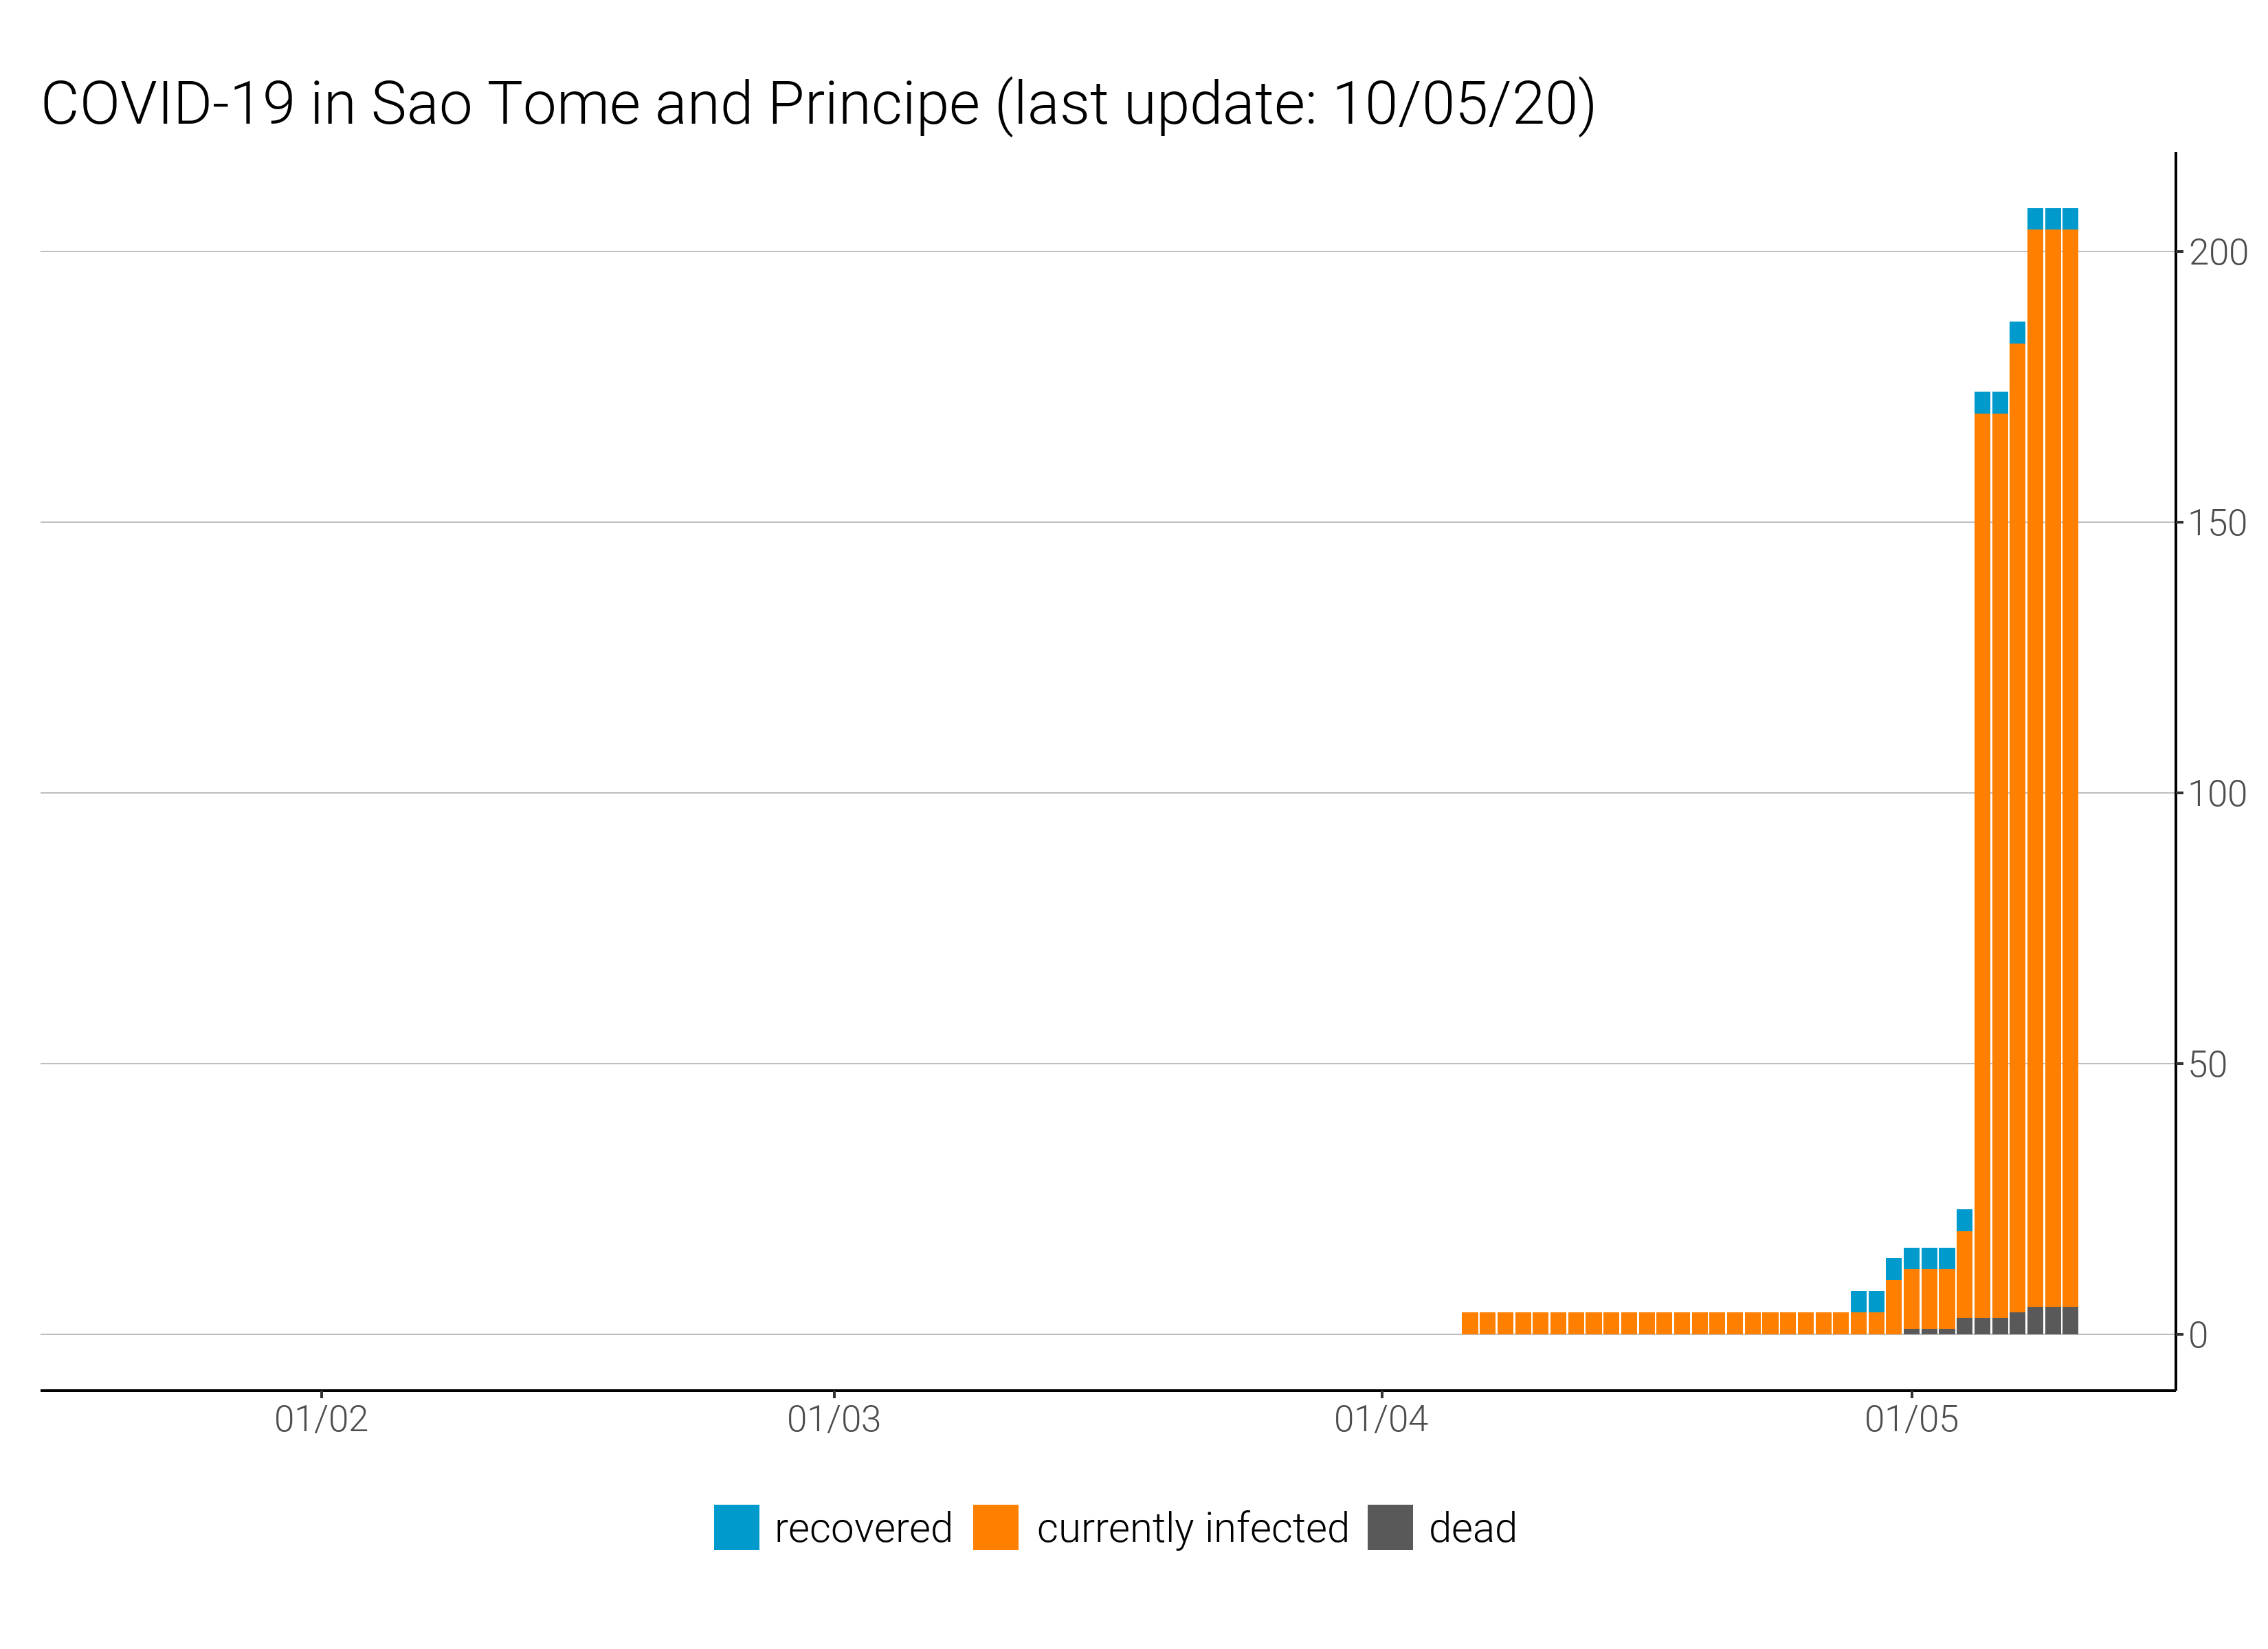 COVID-19 in Sao Tome and Principe (last update: 10/05/20)
200
150
100
50
0
01/02 01/03 01/04 01/05
recovered currently infected dead